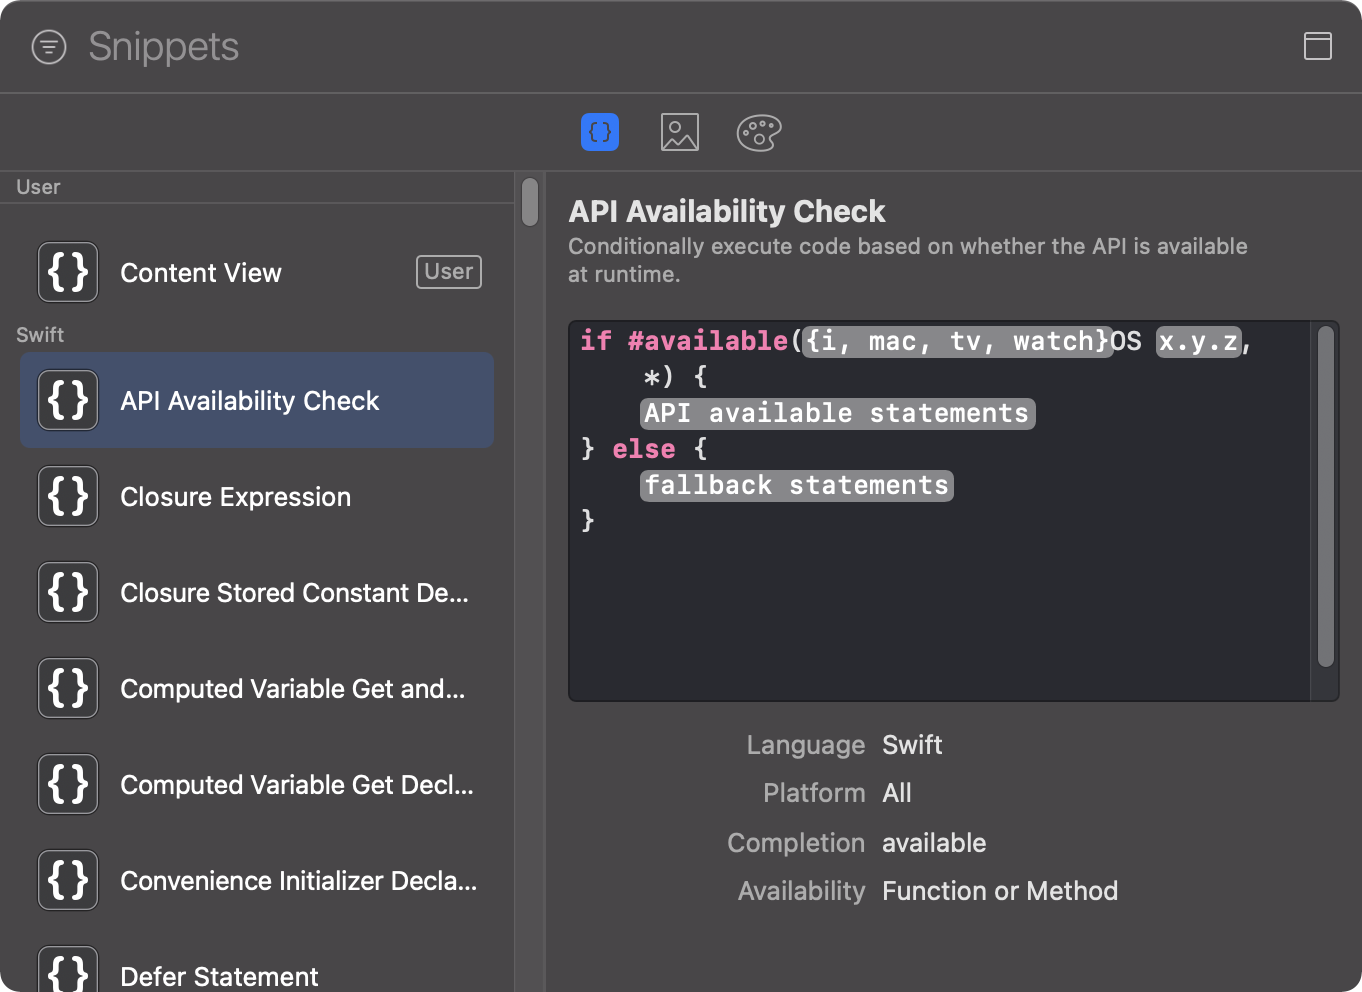 Snippets
User
{} Content View User
Swift
{} API Availability Check
{} Closure Expression
{} Closure Stored Constant De...
{} Computed Variable Get and...
{} Computed Variable Get Decl...
{} Convenience Initializer Decla...
{} Defer Statement
API Availability Check
Conditionally execute code based on whether the API is available
at runtime.
if #available({i, mac, tv, watch}OS x.y.z,
    *) {
    API available statements
} else {
    fallback statements
}
Language Swift
Platform All
Completion available
Availability Function or Method